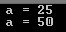 a = 25
a = 50